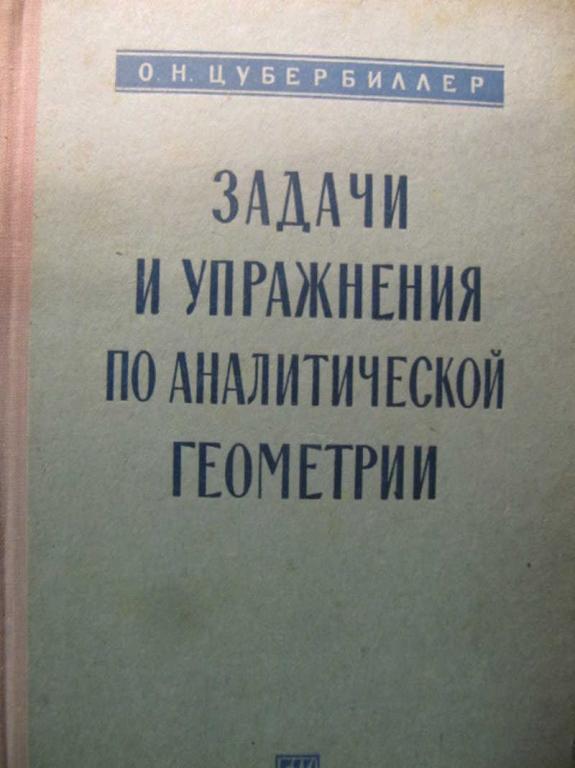 О. Н. ЦУБЕРБИЛЛЕР
ЗАДАЧИ
И УПРАЖНЕНИЯ
ПО АНАЛИТИЧЕСКОЙ
ГЕОМЕТРИИ